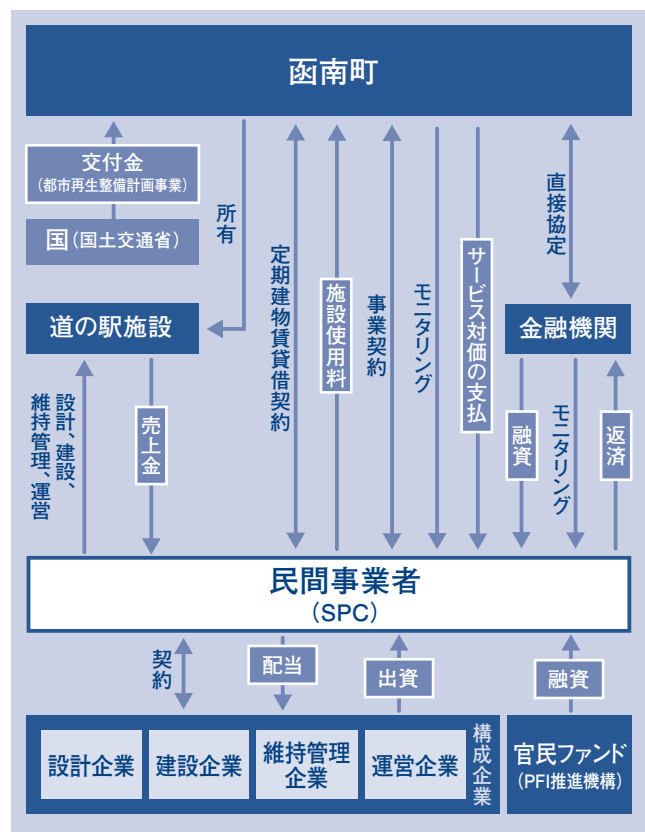 函南町
交付金
(都市再生整備計画事業)
国(国土交通省)
所有
定期建物賃貸借契約
施設使用料
事業契約
モニタリング
サービス対価の支払
直接協定
道の駅施設
金融機関
設計、建設、
維持管理、運営
売上金
融資
モニタリング
返済
民間事業者
(SPC)
契約
配当
出資
融資
設計企業
建設企業
維持管理
企業
運営企業
構成企業
官民ファンド
(PFI推進機構)